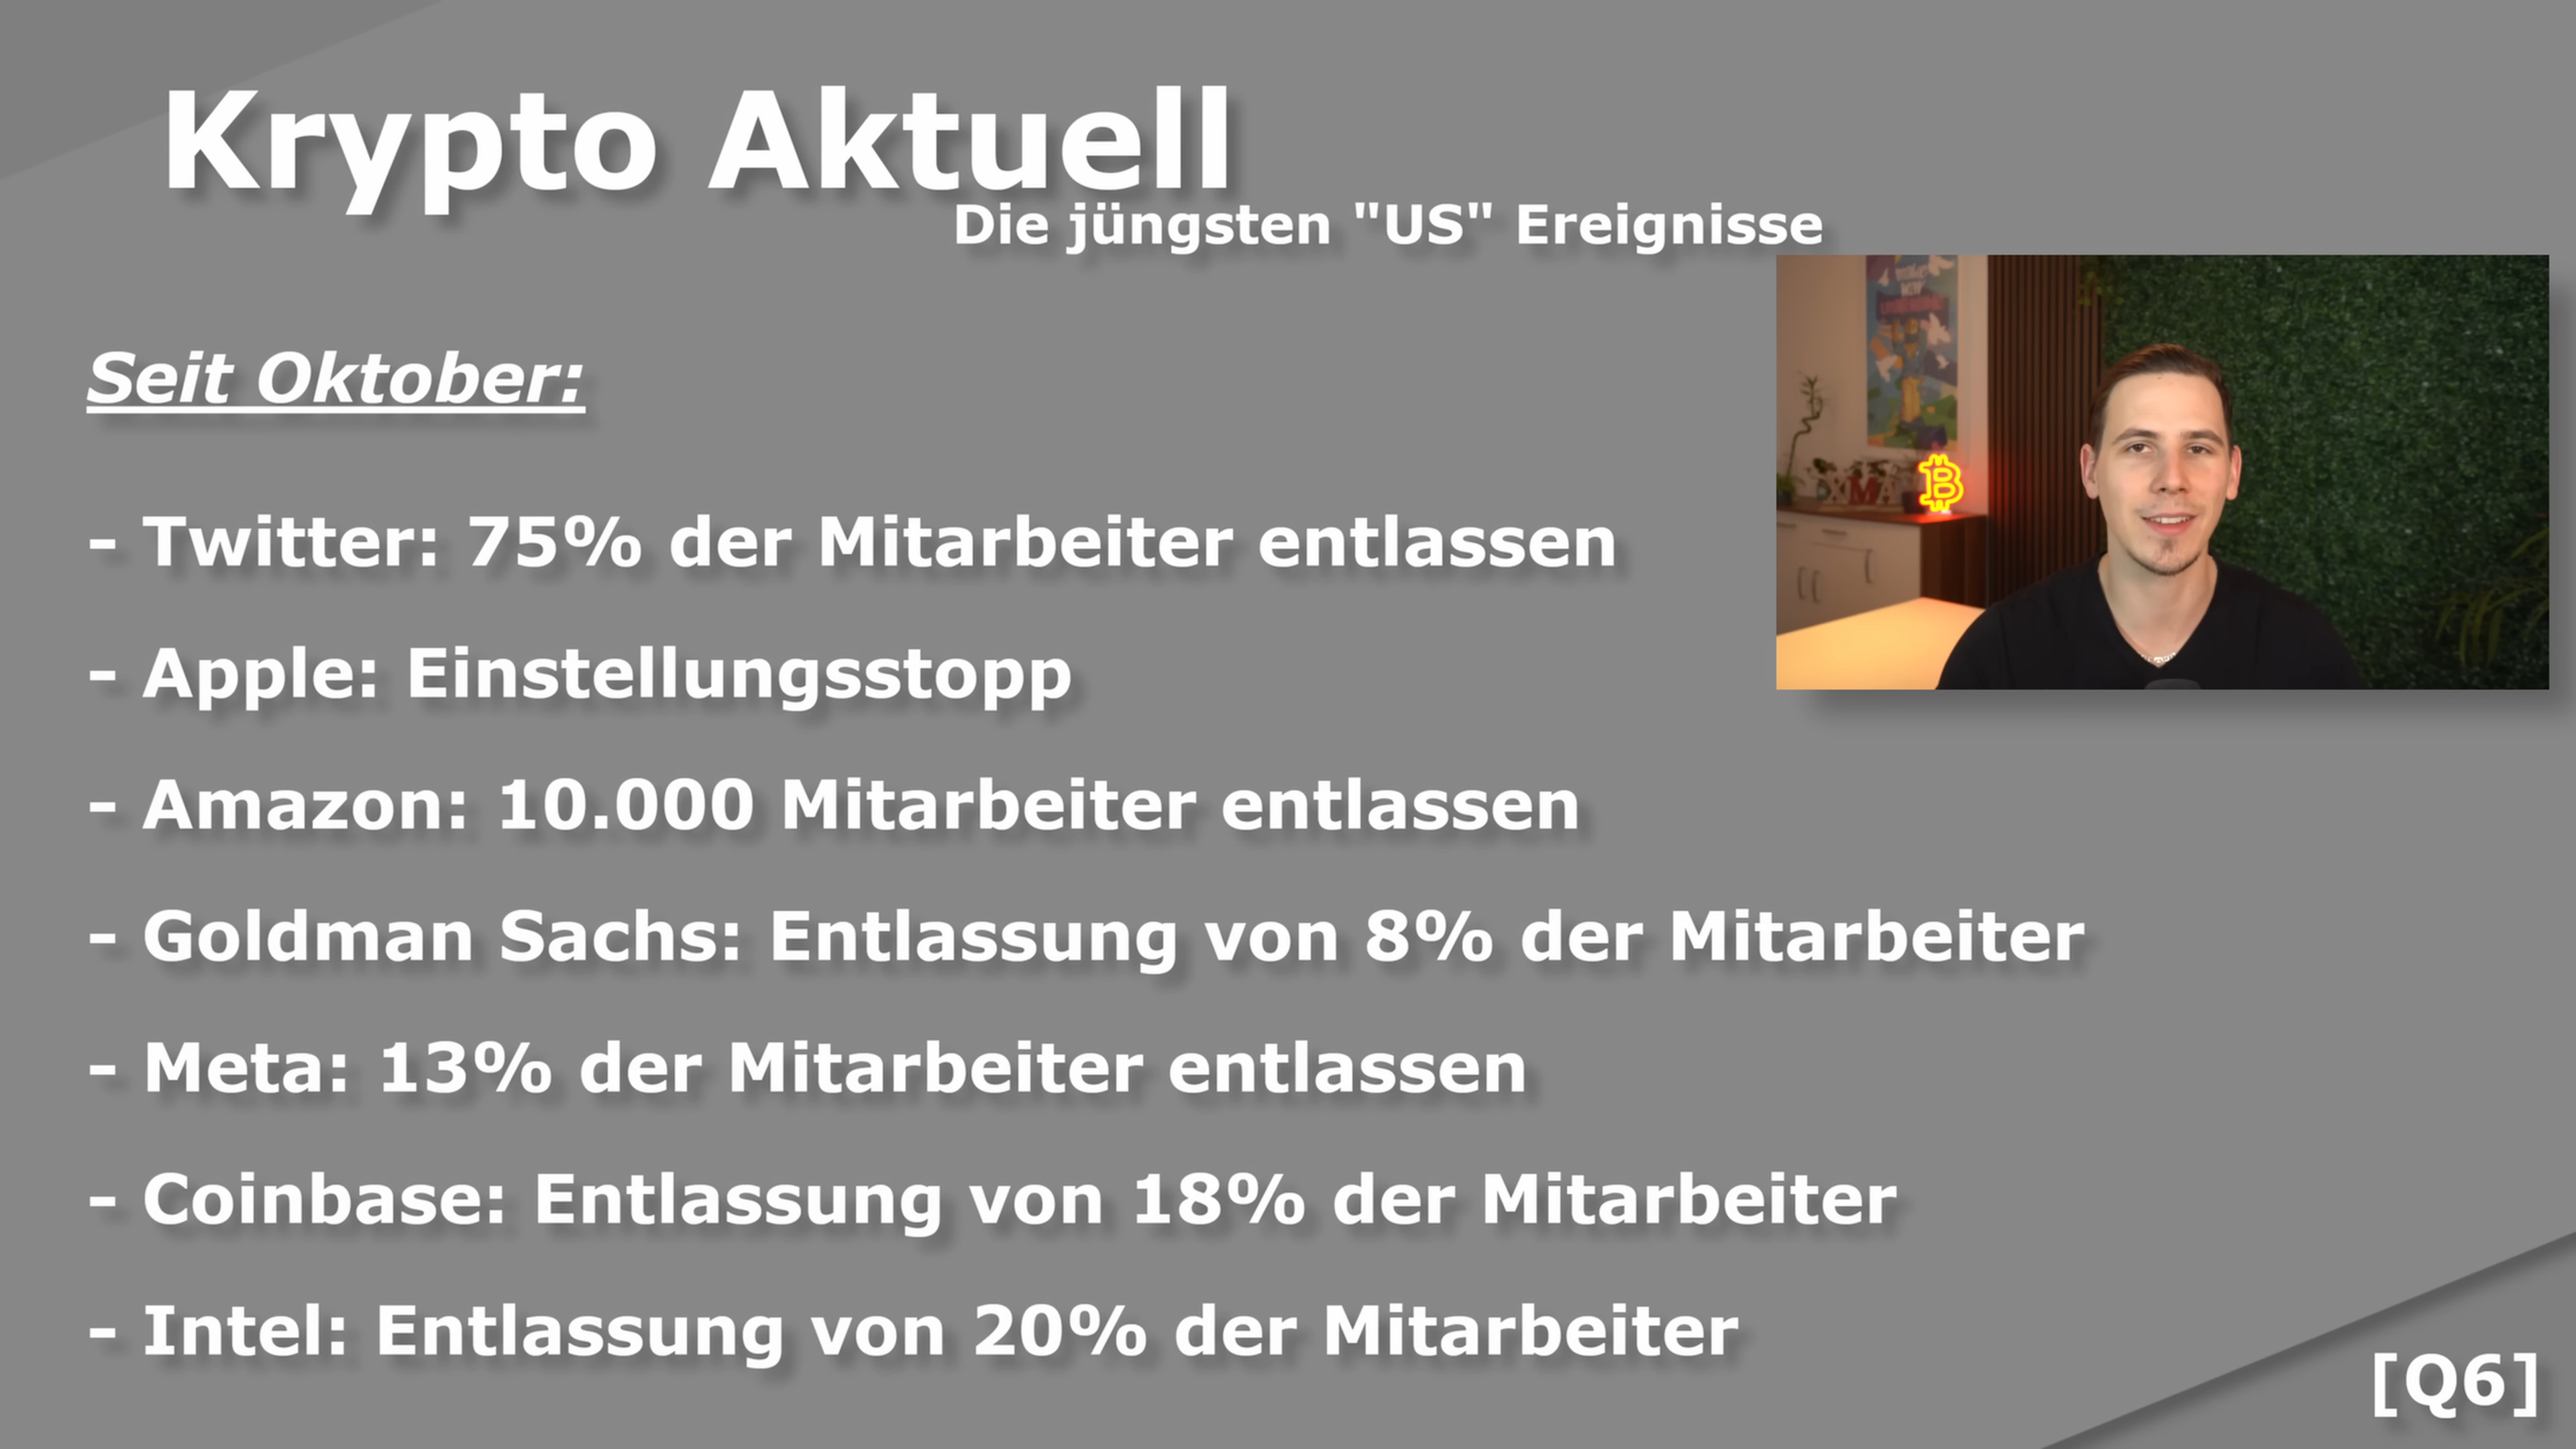 Krypto Aktuell
Die jüngsten "US" Ereignisse
Seit Oktober:
- Twitter: 75% der Mitarbeiter entlassen
- Apple: Einstellungsstopp
- Amazon: 10.000 Mitarbeiter entlassen
- Goldman Sachs: Entlassung von 8% der Mitarbeiter
- Meta: 13% der Mitarbeiter entlassen
- Coinbase: Entlassung von 18% der Mitarbeiter
- Intel: Entlassung von 20% der Mitarbeiter
[Q6]